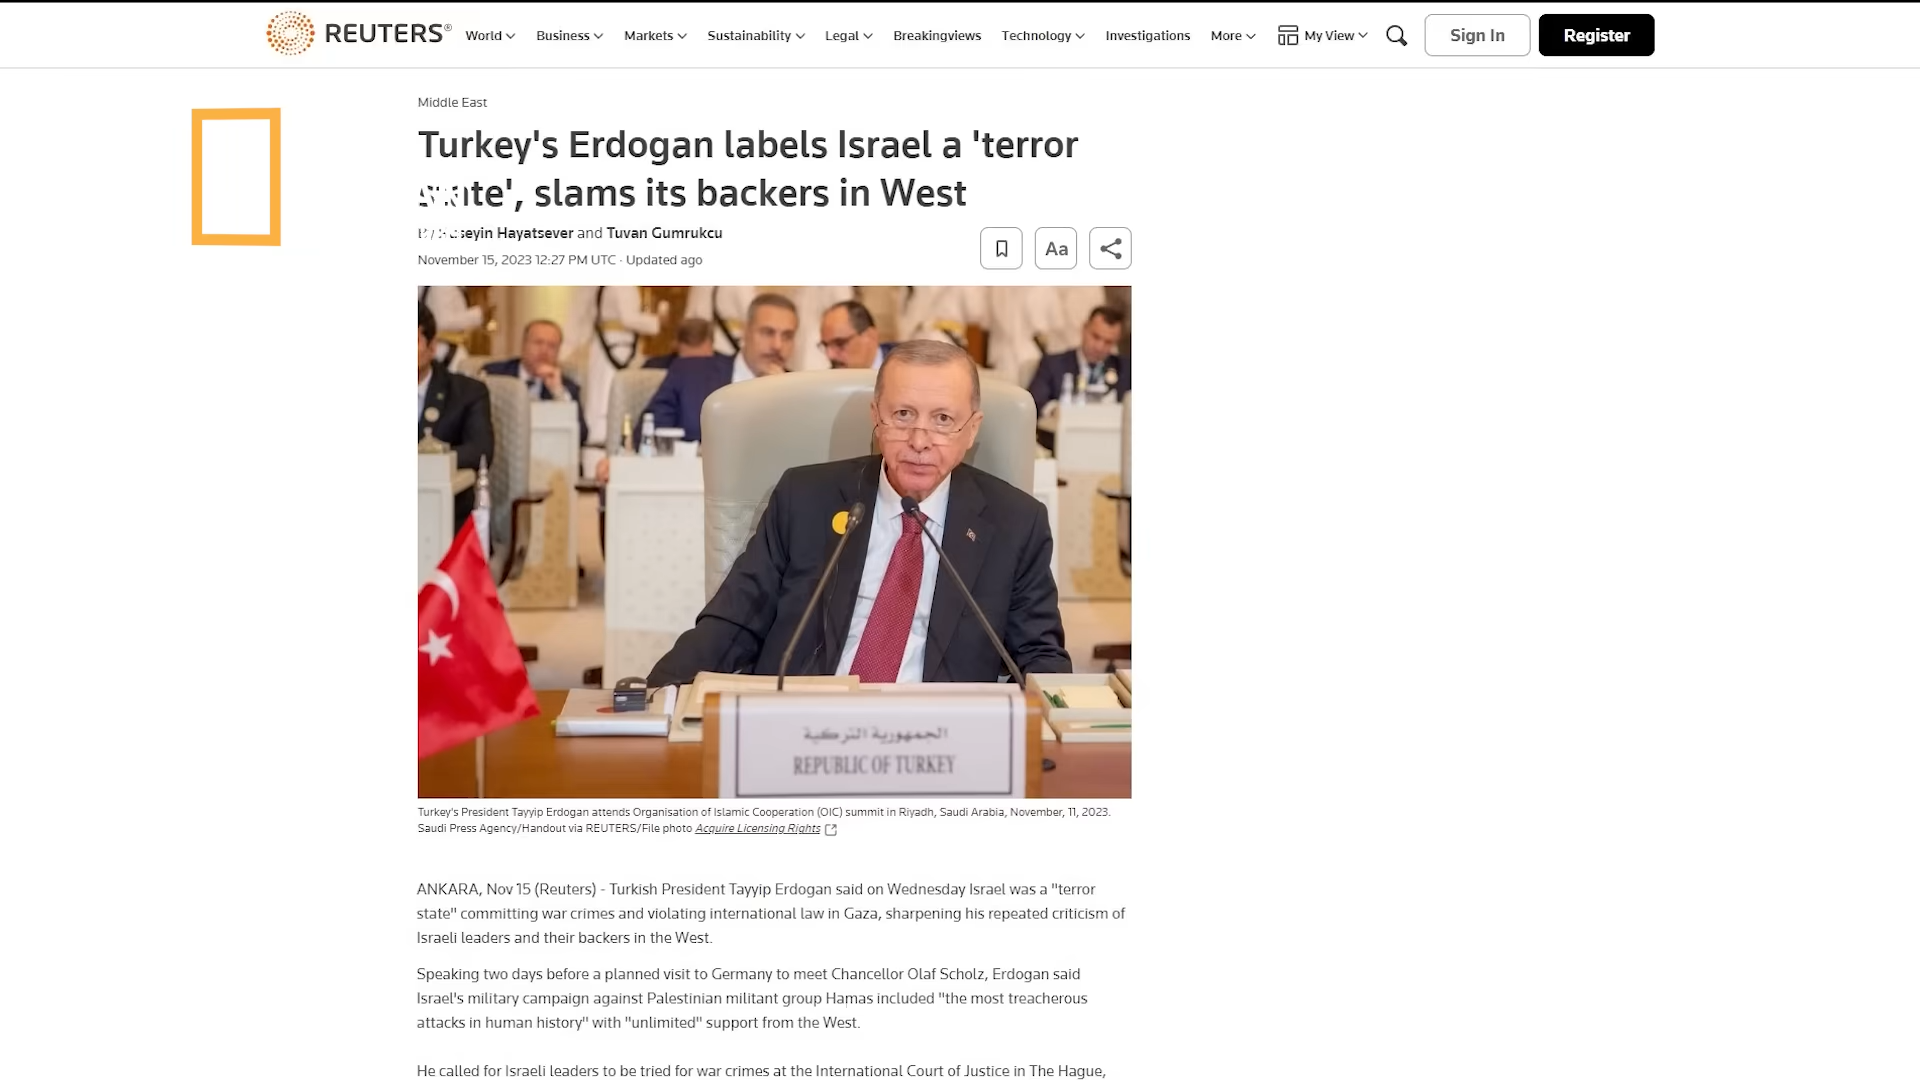 REUTERS®
World
Business
Markets
Sustainability
Legal
Breakingviews
Technology
Investigations
More
My View
Sign In
Register
Middle East
Turkey's Erdogan labels Israel a 'terror
slams its backers in West
Hayatsever and Tuvan Gumrukcu
November 15, 2023 12:27 PM UTC · Updated ago
Aa
الجمهورية التركية
REPUBLIC OF TURKEY
Turkey's President Tayyip Erdogan attends Organisation of Islamic Cooperation (OIC) summit in Riyadh, Saudi Arabia, November, 11, 2023.
Saudi Press Agency/Handout via REUTERS/File photo Acquire Licensing Rights
ANKARA, Nov 15 (Reuters) - Turkish President Tayyip Erdogan said on Wednesday Israel was a "terror
state" committing war crimes and violating international law in Gaza, sharpening his repeated criticism of
Israeli leaders and their backers in the West.
Speaking two days before a planned visit to Germany to meet Chancellor Olaf Scholz, Erdogan said
Israel's military campaign against Palestinian militant group Hamas included "the most treacherous
attacks in human history" with "unlimited" support from the West.
He called for Israeli leaders to be tried for war crimes at the International Court of Justice in The Hague,